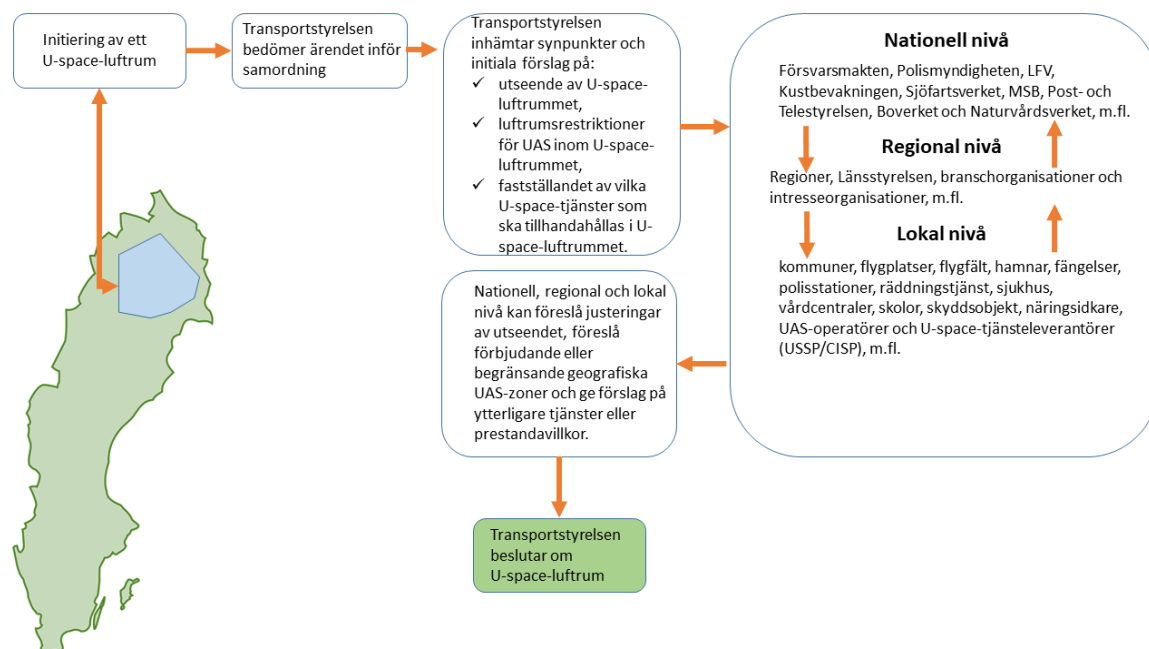 Initiering av ett
U-space-luftrum
Transportstyrelsen
bedömer ärendet inför
samordning
Transportstyrelsen
inhämtar synpunkter och
initiala förslag på:
✓ utseende av U-space-
luftrummet,
✓ luftrumsrestriktioner
för UAS inom U-space-
luftrummet,
✓ fastställandet av vilka
U-space-tjänster som
ska tillhandahållas i U-
space-luftrummet.
Nationell nivå
Försvarsmakten, Polismyndigheten, LFV,
Kustbevakningen, Sjöfartsverket, MSB, Post- och
Telestyrelsen, Boverket och Naturvårdsverket, m.fl.
Regional nivå
Regioner, Länsstyrelsen, branschorganisationer och
intresseorganisationer, m.fl.
Lokal nivå
kommuner, flygplatser, flygfält, hamnar, fängelser,
polisstationer, räddningstjänst, sjukhus,
vårdcentraler, skolor, skyddsobjekt, näringsidkare,
UAS-operatörer och U-space-tjänsteleverantörer
(USSP/CISP), m.fl.
Nationell, regional och lokal
nivå kan föreslå justeringar
av utseendet, föreslå
förbjudande eller
begränsande geografiska
UAS-zoner och ge förslag på
ytterligare tjänster eller
prestandavillkor.
Transportstyrelsen
beslutar om
U-space-luftrum